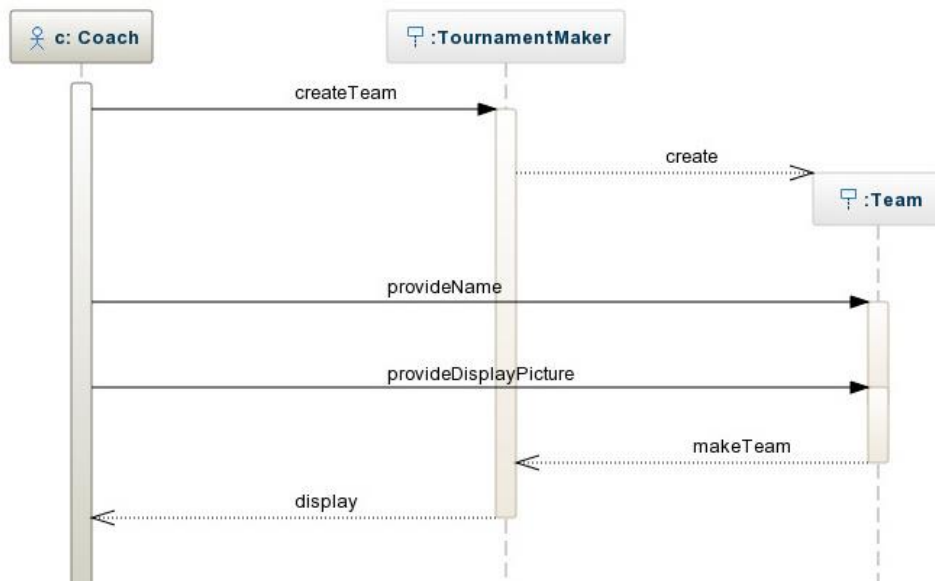 c: Coach
:TournamentMaker
createTeam
create
:Team
provideName
provideDisplayPicture
makeTeam
display